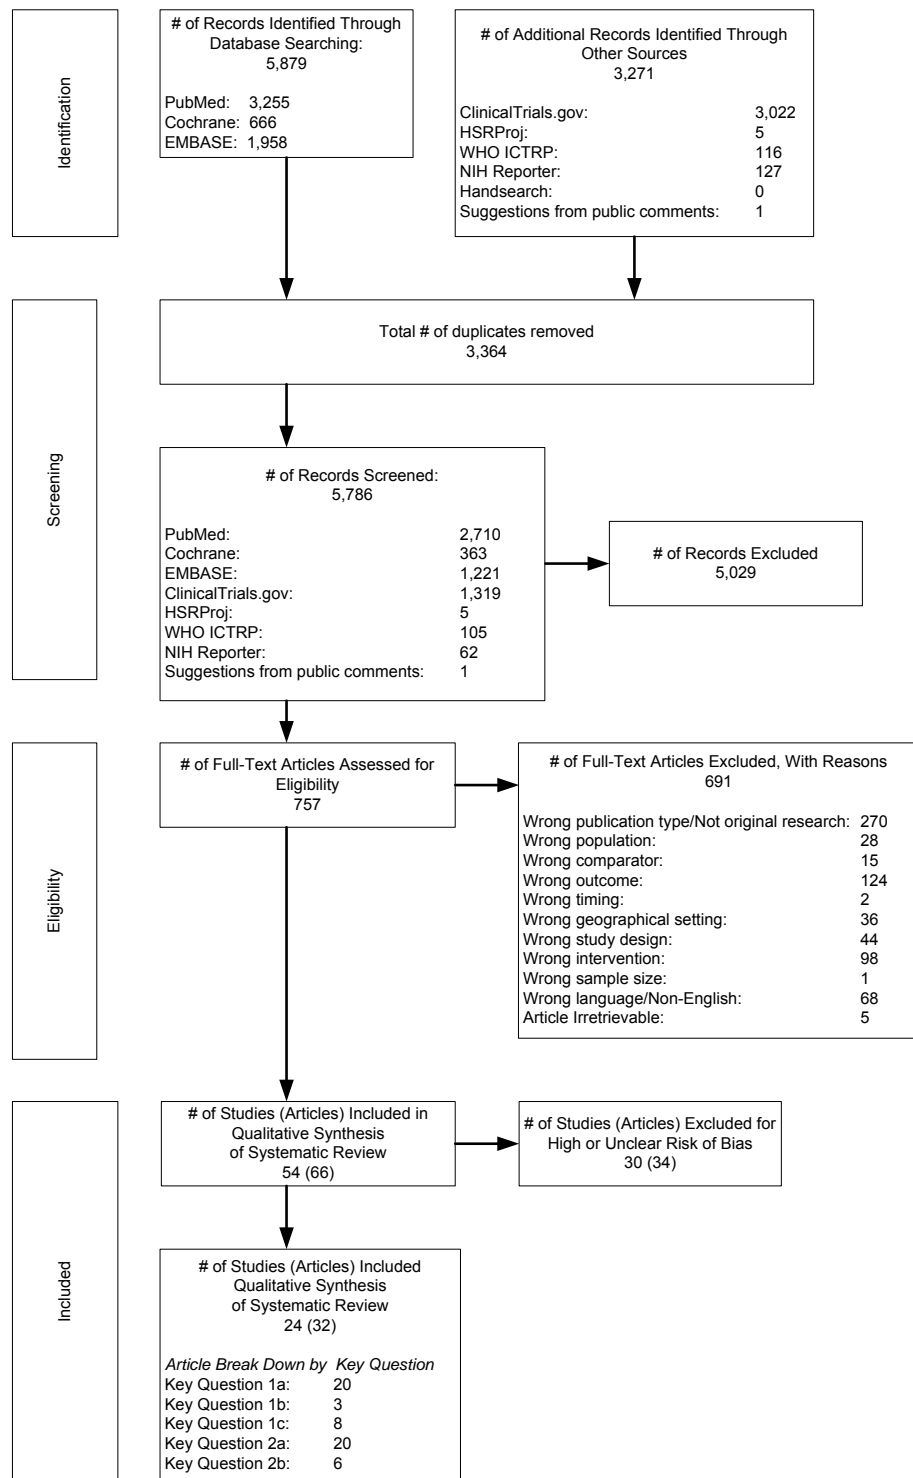 Identification
# of Records Identified Through
Database Searching:
5,879
PubMed: 3,255
Cochrane: 666
EMBASE: 1,958
# of Additional Records Identified Through
Other Sources
3,271
ClinicalTrials.gov: 3,022
HSRProj: 5
WHO ICTRP: 116
NIH Reporter: 127
Handsearch: 0
Suggestions from public comments: 1
Screening
Total # of duplicates removed
3,364
# of Records Screened:
5,786
PubMed: 2,710
Cochrane: 363
EMBASE: 1,221
ClinicalTrials.gov: 1,319
HSRProj: 5
WHO ICTRP: 105
NIH Reporter: 62
Suggestions from public comments: 1
# of Records Excluded
5,029
Eligibility
# of Full-Text Articles Assessed for
Eligibility
757
# of Full-Text Articles Excluded, With Reasons
691
Wrong publication type/Not original research: 270
Wrong population: 28
Wrong comparator: 15
Wrong outcome: 124
Wrong timing: 2
Wrong geographical setting: 36
Wrong study design: 44
Wrong intervention: 98
Wrong sample size: 1
Wrong language/Non-English: 68
Article Irretrievable: 5
Included
# of Studies (Articles) Included in
Qualitative Synthesis
of Systematic Review
54 (66)
# of Studies (Articles) Excluded for
High or Unclear Risk of Bias
30 (34)
# of Studies (Articles) Included
Qualitative Synthesis
of Systematic Review
24 (32)
Article Break Down by Key Question
Key Question 1a: 20
Key Question 1b: 3
Key Question 1c: 8
Key Question 2a: 20
Key Question 2b: 6